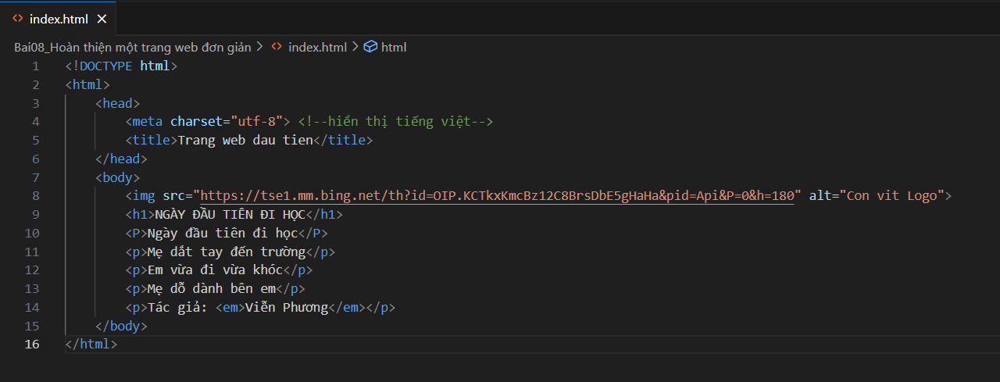 index.html
Bai08_Hoàn thiện một trang web đơn giản > index.html > html
1 <!DOCTYPE html>
2 <html>
3 <head>
4 <meta charset="utf-8"> <!--hiển thị tiếng việt-->
5 <title>Trang web dau tien</title>
6 </head>
7 <body>
8 <img src="https://tse1.mm.bing.net/th?id=OIP.KCTkxKmcBz12C8BrsDbE5gHaHa&pid=Api&P=0&h=180" alt="Con vit Logo">
9 <h1>NGÀY ĐẦU TIÊN ĐI HỌC</h1>
10 <P>Ngày đầu tiên đi học</P>
11 <p>Mẹ dắt tay đến trường</p>
12 <p>Em vừa đi vừa khóc</p>
13 <p>Mẹ dỗ dành bên em</p>
14 <p>Tác giả: <em>Viễn Phương</em></p>
15 </body>
16 </html>